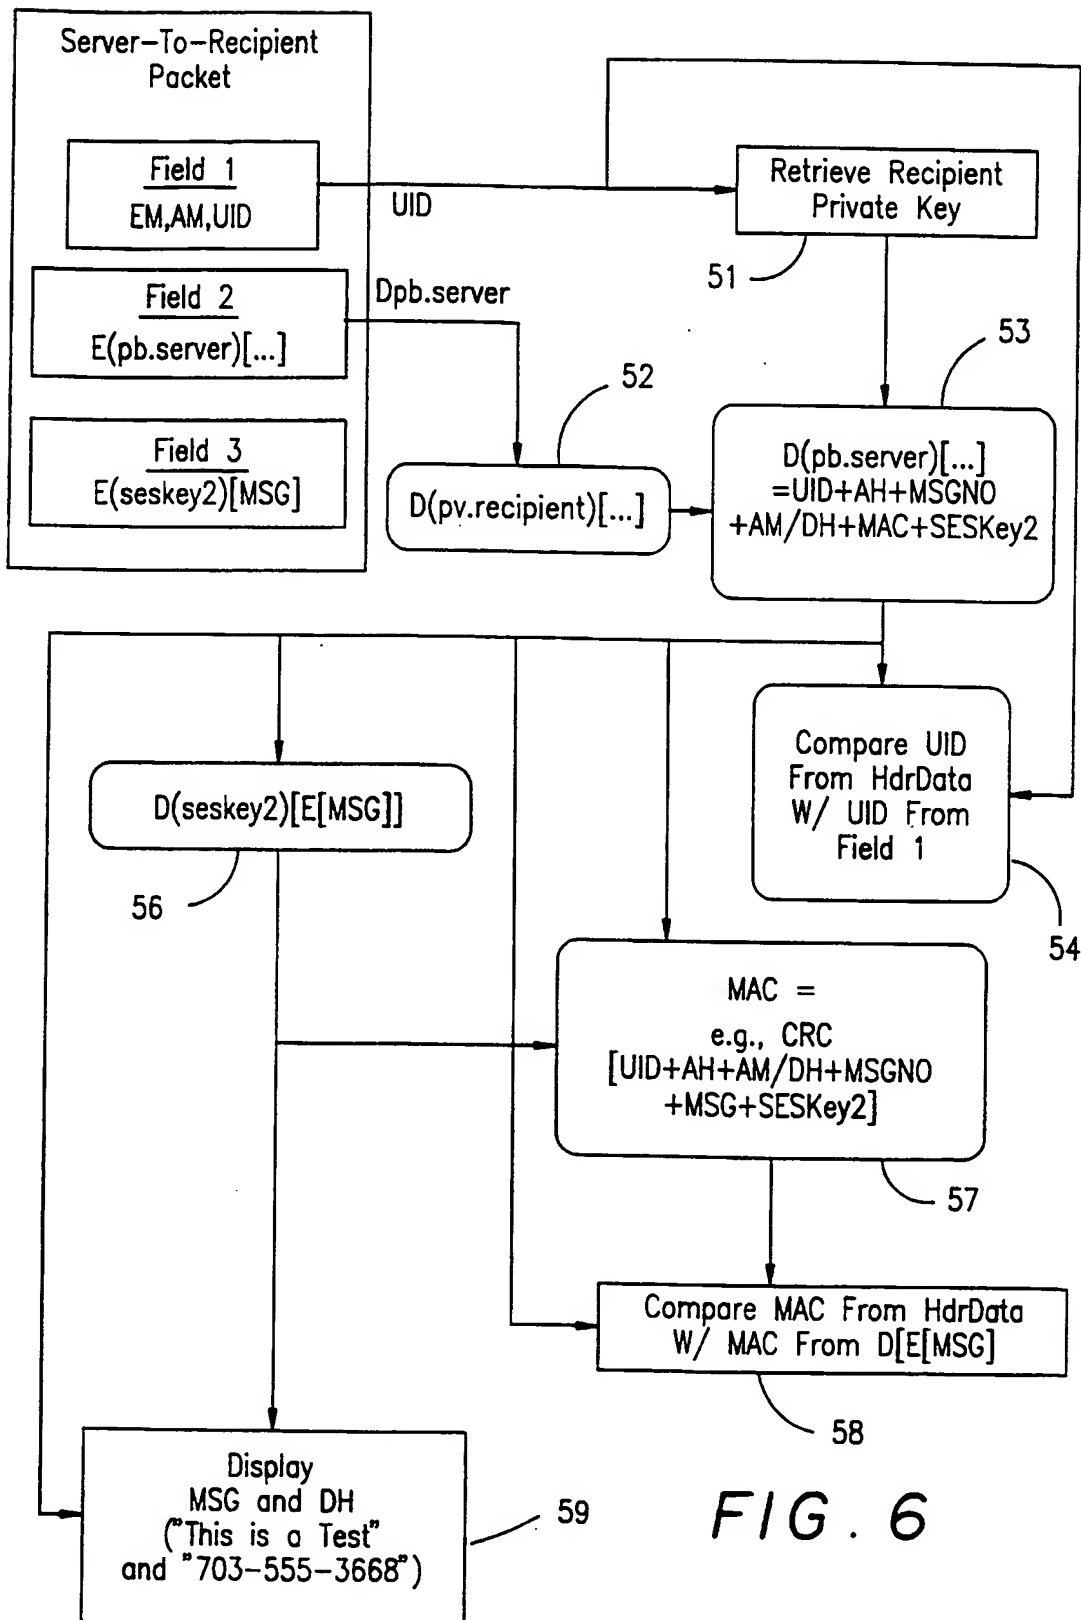 Server-To-Recipient
Packet
Field 1
EM,AM,UID
UID
Retrieve Recipient
Private Key
51
Field 2
E(pb.server)[...]
Dpb.server
Field 3
E(seskey2)[MSG]
52
D(pv.recipient)[...]
53
D(pb.server)[...]
=UID+AH+MSGNO
+AM/DH+MAC+SESKey2
Compare UID
From HdrData
W/ UID From
Field 1
54
D(seskey2)[E[MSG]]
56
MAC =
e.g., CRC
[UID+AH+AM/DH+MSGNO
+MSG+SESKey2]
57
Compare MAC From HdrData
W/ MAC From D[E[MSG]
58
Display
MSG and DH
("This is a Test"
and "703-555-3668")
59
FIG. 6